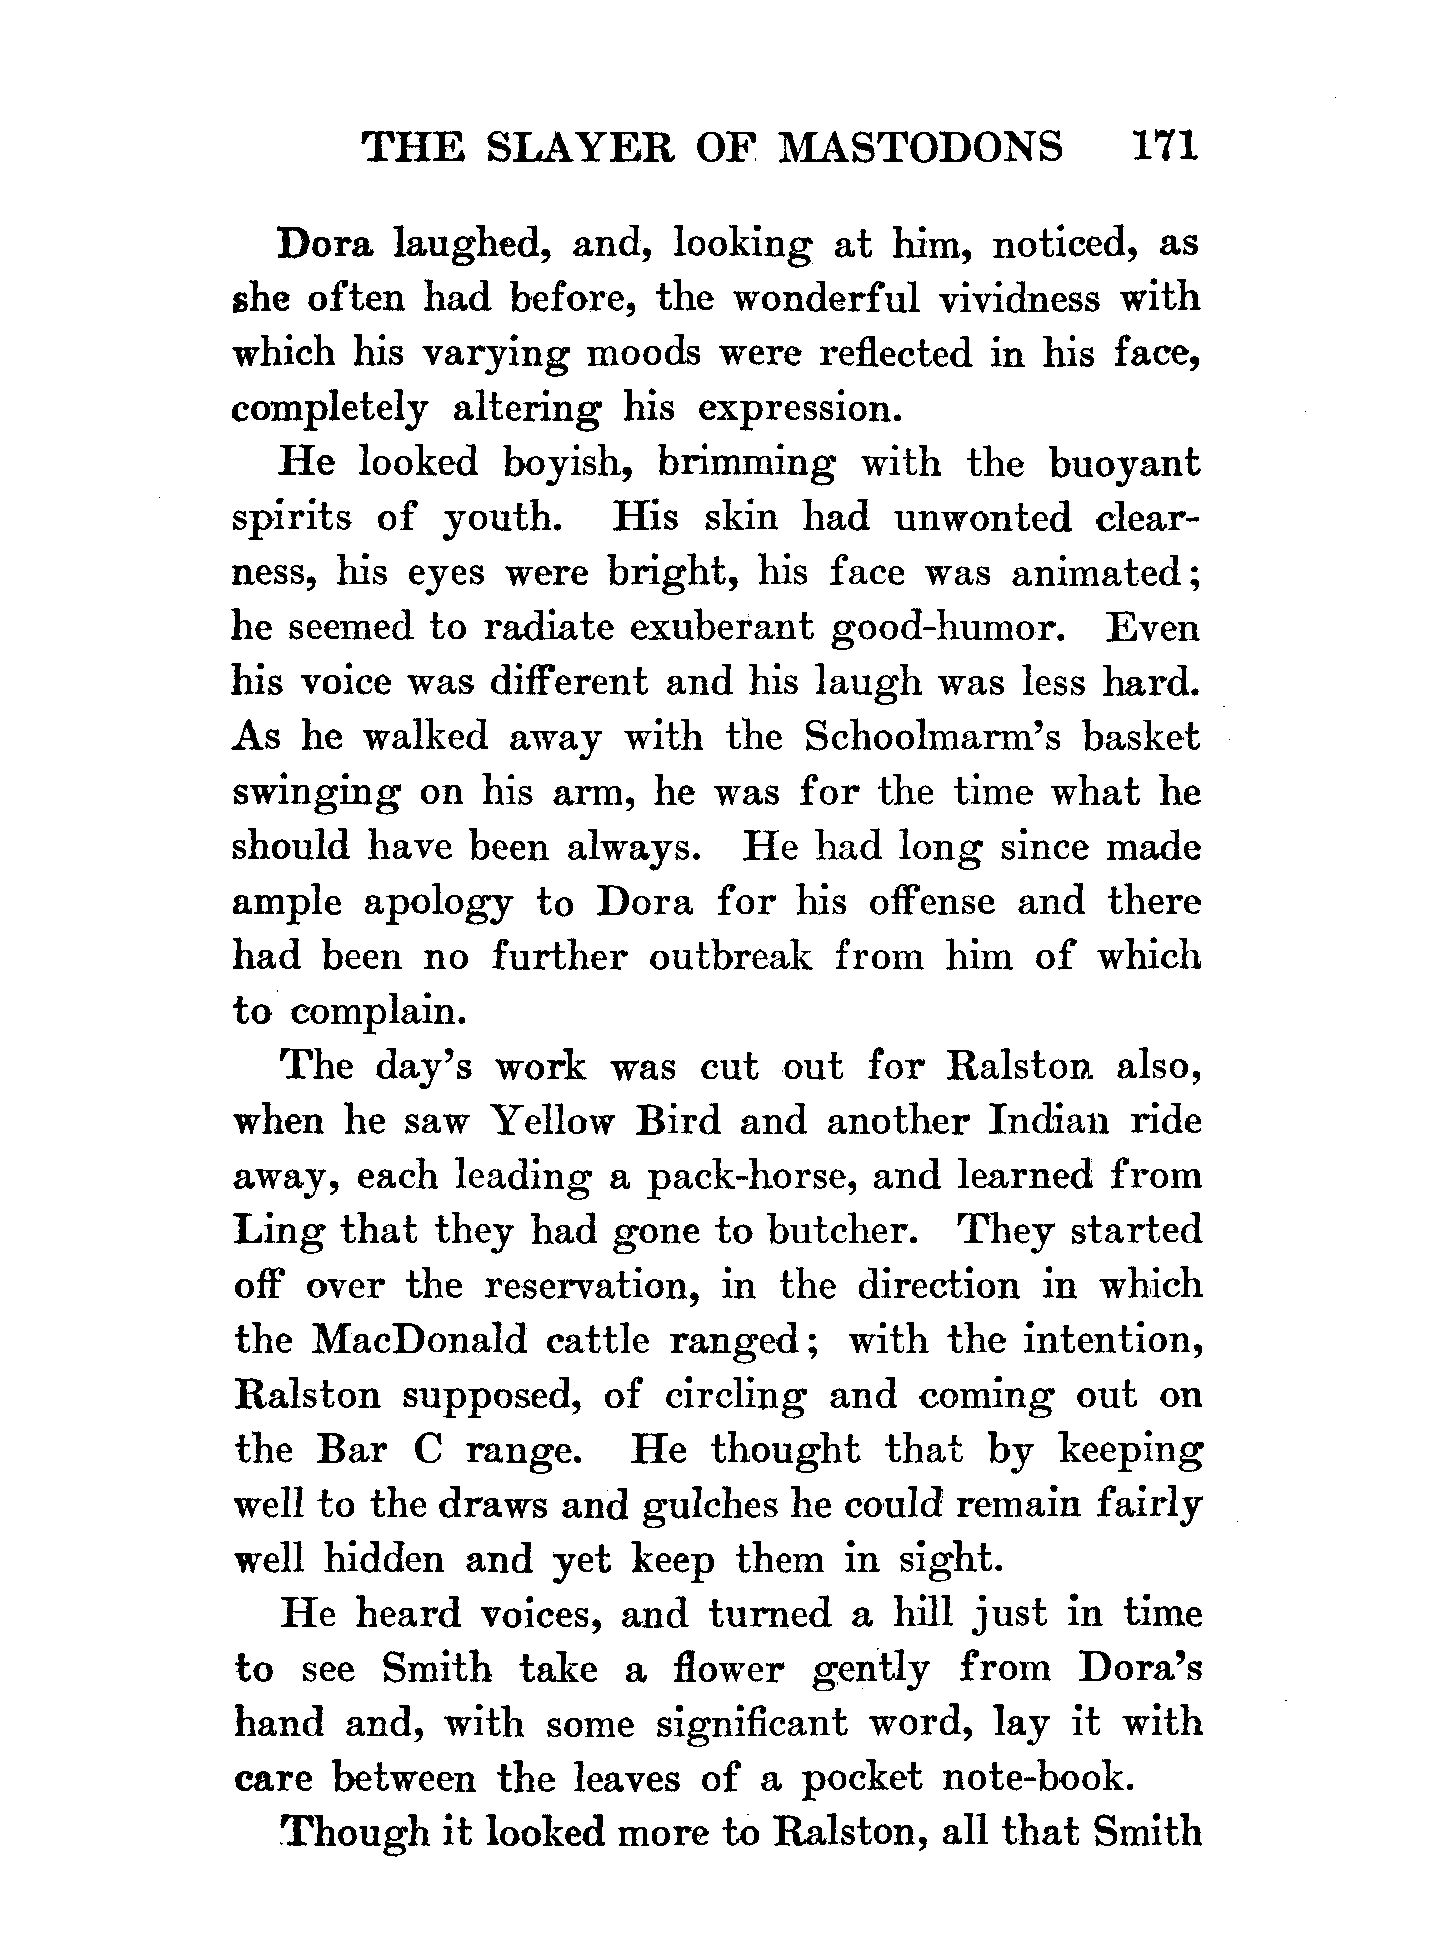 THE SLAYER OF MASTODONS 171
Dora laughed, and, looking at him, noticed, as
she often had before, the wonderful vividness with
which his varying moods were reflected in his face,
completely altering his expression.
He looked boyish, brimming with the buoyant
spirits of youth. His skin had unwonted clear-
ness, his eyes were bright, his face was animated;
he seemed to radiate exuberant good-humor. Even
his voice was different and his laugh was less hard.
As he walked away with the Schoolmarm's basket
swinging on his arm, he was for the time what he
should have been always. He had long since made
ample apology to Dora for his offense and there
had been no further outbreak from him of which
to complain.
The day's work was cut out for Ralston also,
when he saw Yellow Bird and another Indian ride
away, each leading a pack-horse, and learned from
Ling that they had gone to butcher. They started
off over the reservation, in the direction in which
the MacDonald cattle ranged; with the intention,
Ralston supposed, of circling and coming out on
the Bar C range. He thought that by keeping
well to the draws and gulches he could remain fairly
well hidden and yet keep them in sight.
He heard voices, and turned a hill just in time
to see Smith take a flower gently from Dora's
hand and, with some significant word, lay it with
care between the leaves of a pocket note-book.
Though it looked more to Ralston, all that Smith